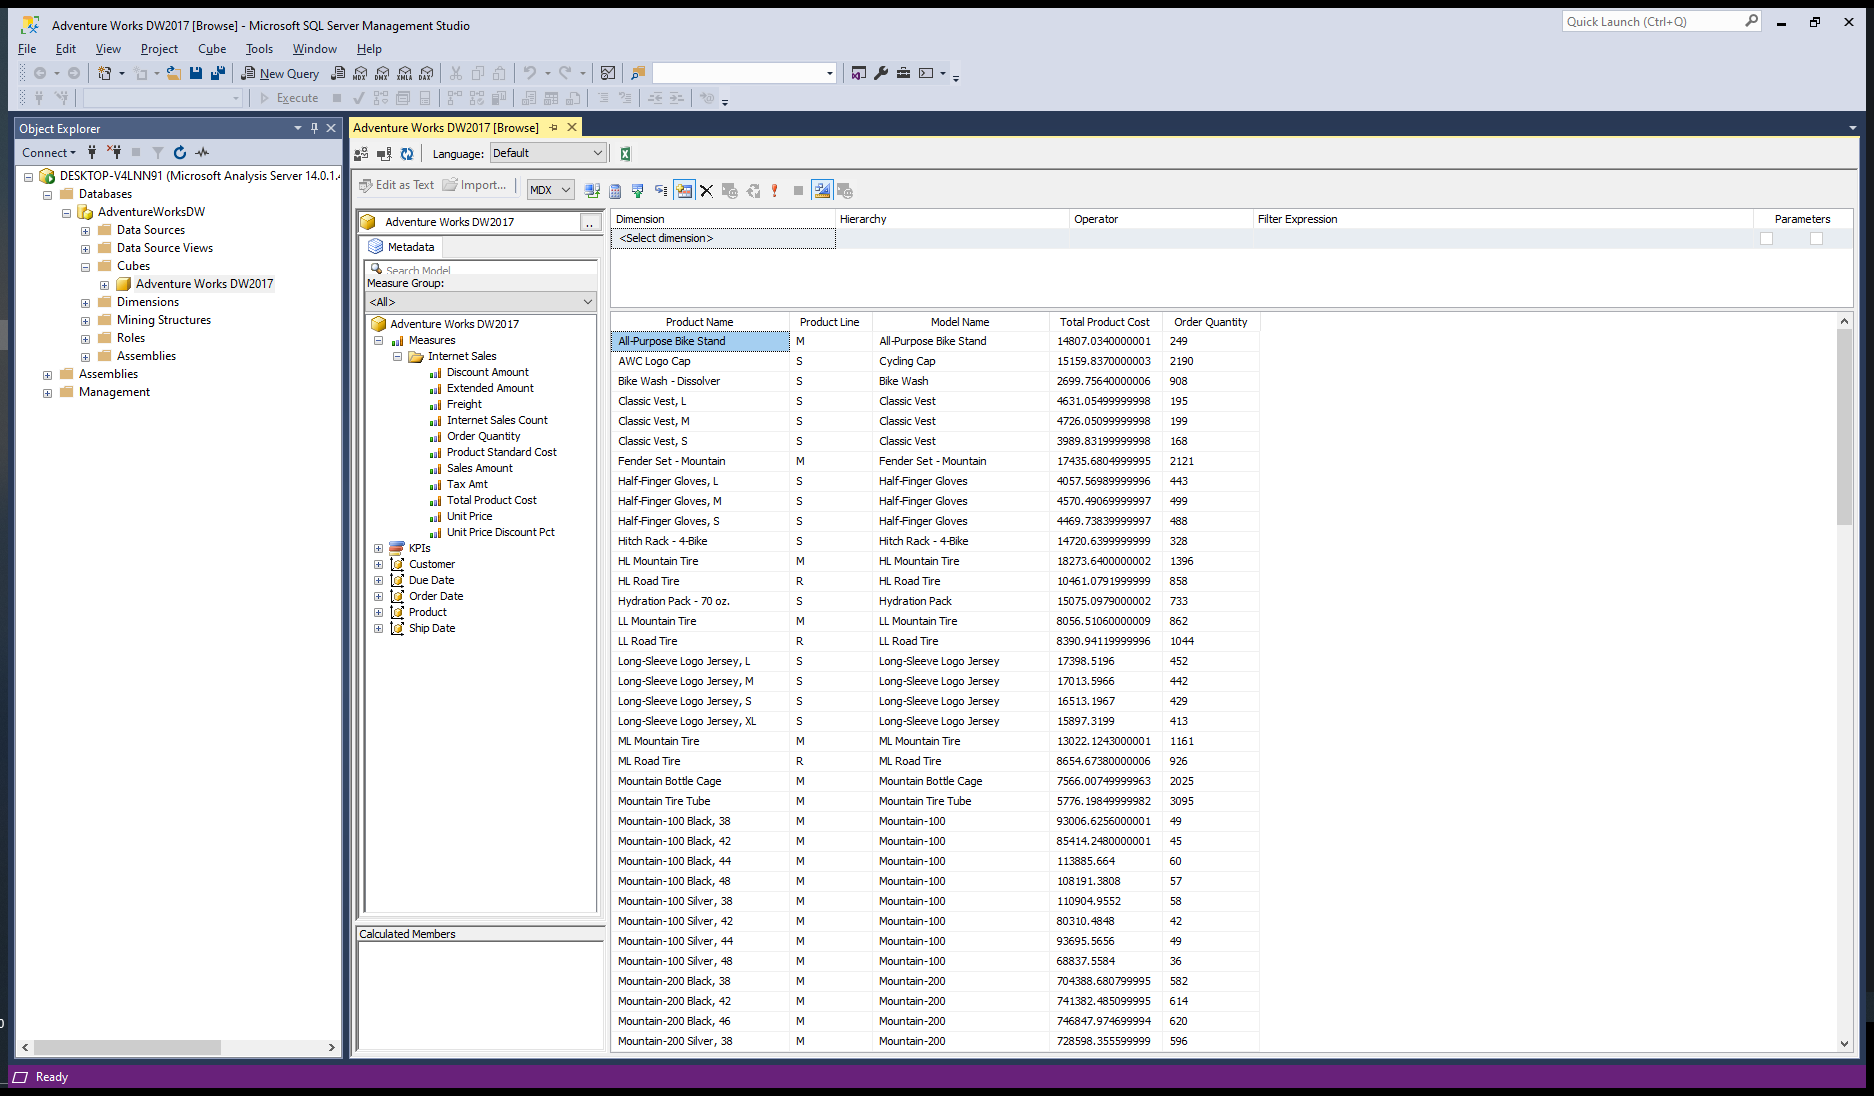 Adventure Works DW2017 [Browse] - Microsoft SQL Server Management Studio
Quick Launch (Ctrl+Q)
File Edit View Project Cube Tools Window Help
New Query MDX DMX XMLA DAX
Execute
Object Explorer
Connect
DESKTOP-V4LNN91 (Microsoft Analysis Server 14.0.1.4
Databases
AdventureWorksDW
Data Sources
Data Source Views
Cubes
Adventure Works DW2017
Dimensions
Mining Structures
Roles
Assemblies
Assemblies
Management
Adventure Works DW2017 [Browse]
Language: Default
Edit as Text Import... MDX
Adventure Works DW2017 ..
Metadata
Search Model
Measure Group:
<All>
Adventure Works DW2017
Measures
Internet Sales
Discount Amount
Extended Amount
Freight
Internet Sales Count
Order Quantity
Product Standard Cost
Sales Amount
Tax Amt
Total Product Cost
Unit Price
Unit Price Discount Pct
KPIs
Customer
Due Date
Order Date
Product
Ship Date
Calculated Members
Dimension Hierarchy Operator Filter Expression Parameters
<Select dimension>
Product Name Product Line Model Name Total Product Cost Order Quantity
All-Purpose Bike Stand M All-Purpose Bike Stand 14807.0340000001 249
AWC Logo Cap S Cycling Cap 15159.8370000003 2190
Bike Wash - Dissolver S Bike Wash 2699.75640000006 908
Classic Vest, L S Classic Vest 4631.05499999998 195
Classic Vest, M S Classic Vest 4726.05099999998 199
Classic Vest, S S Classic Vest 3989.83199999998 168
Fender Set - Mountain M Fender Set - Mountain 17435.6804999995 2121
Half-Finger Gloves, L S Half-Finger Gloves 4057.56989999996 443
Half-Finger Gloves, M S Half-Finger Gloves 4570.49069999997 499
Half-Finger Gloves, S S Half-Finger Gloves 4469.73839999997 488
Hitch Rack - 4-Bike S Hitch Rack - 4-Bike 14720.6399999999 328
HL Mountain Tire M HL Mountain Tire 18273.6400000002 1396
HL Road Tire R HL Road Tire 10461.0791999999 858
Hydration Pack - 70 oz. S Hydration Pack 15075.0979000002 733
LL Mountain Tire M LL Mountain Tire 8056.51060000009 862
LL Road Tire R LL Road Tire 8390.94119999996 1044
Long-Sleeve Logo Jersey, L S Long-Sleeve Logo Jersey 17398.5196 452
Long-Sleeve Logo Jersey, M S Long-Sleeve Logo Jersey 17013.5966 442
Long-Sleeve Logo Jersey, S S Long-Sleeve Logo Jersey 16513.1967 429
Long-Sleeve Logo Jersey, XL S Long-Sleeve Logo Jersey 15897.3199 413
ML Mountain Tire M ML Mountain Tire 13022.1243000001 1161
ML Road Tire R ML Road Tire 8654.67380000006 926
Mountain Bottle Cage M Mountain Bottle Cage 7566.00749999963 2025
Mountain Tire Tube M Mountain Tire Tube 5776.19849999982 3095
Mountain-100 Black, 38 M Mountain-100 93006.6256000001 49
Mountain-100 Black, 42 M Mountain-100 85414.2480000001 45
Mountain-100 Black, 44 M Mountain-100 113885.664 60
Mountain-100 Black, 48 M Mountain-100 108191.3808 57
Mountain-100 Silver, 38 M Mountain-100 110904.9552 58
Mountain-100 Silver, 42 M Mountain-100 80310.4848 42
Mountain-100 Silver, 44 M Mountain-100 93695.5656 49
Mountain-100 Silver, 48 M Mountain-100 68837.5584 36
Mountain-200 Black, 38 M Mountain-200 704388.680799995 582
Mountain-200 Black, 42 M Mountain-200 741382.485099995 614
Mountain-200 Black, 46 M Mountain-200 746847.974699994 620
Mountain-200 Silver, 38 M Mountain-200 728598.355599999 596
Ready